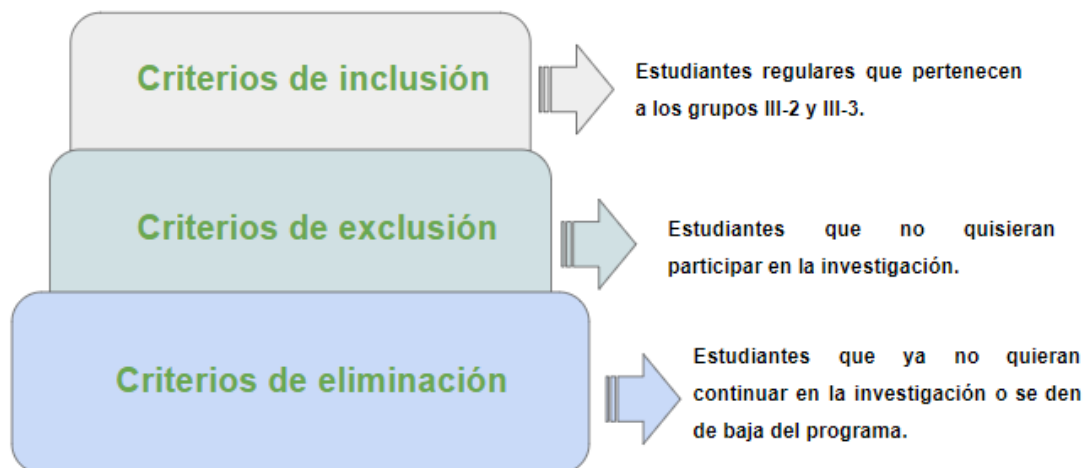 Criterios de inclusión
Estudiantes regulares que pertenecen
a los grupos III-2 y III-3.
Criterios de exclusión
Estudiantes que no quisieran
participar en la investigación.
Criterios de eliminación
Estudiantes que ya no quieran
continuar en la investigación o se den
de baja del programa.